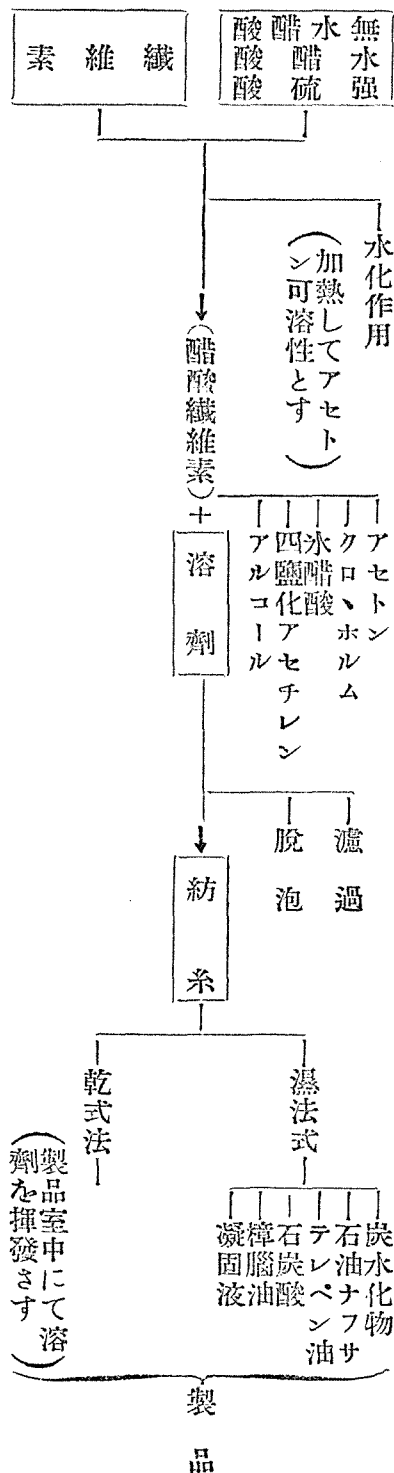 無水醋酸
水醋酸
强硫酸
纖維素
水化作用
(加熱してアセト
ン可溶性とす)
(醋酸纖維素)+
溶劑
アセトン
クロヽホルム
氷醋酸
四鹽化アセチレン
アルコール
濾過
脫泡
紡糸
濕法式
炭水化物
石油ナフサ
テレペン油
石炭酸
樟腦油
凝固液
乾式法
(製品室中にて溶
劑を揮發さす)
製品